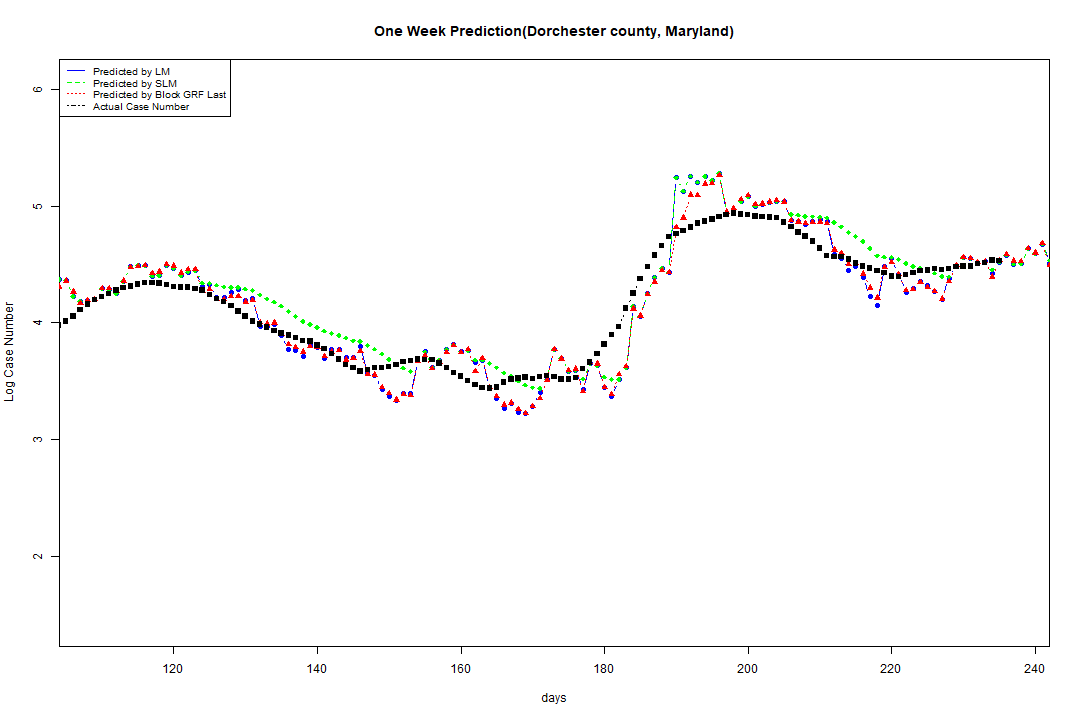 One Week Prediction(Dorchester county, Maryland)
Predicted by LM
Predicted by SLM
Predicted by Block GRF Last
Actual Case Number
Log Case Number
6
5
4
3
2
120 140 160 180 200 220 240
days